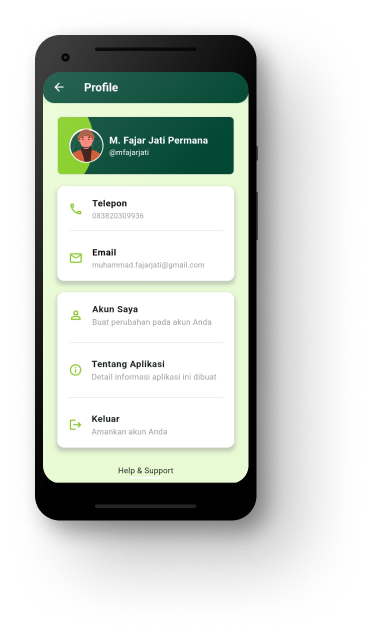 Profile
M. Fajar Jati Permana
@mfajarjati
Telepon
083820309936
Email
muhammad.fajarjati@gmail.com
Akun Saya
Buat perubahan pada akun Anda
Tentang Aplikasi
Detail informasi aplikasi ini dibuat
Keluar
Amankan akun Anda
Help & Support